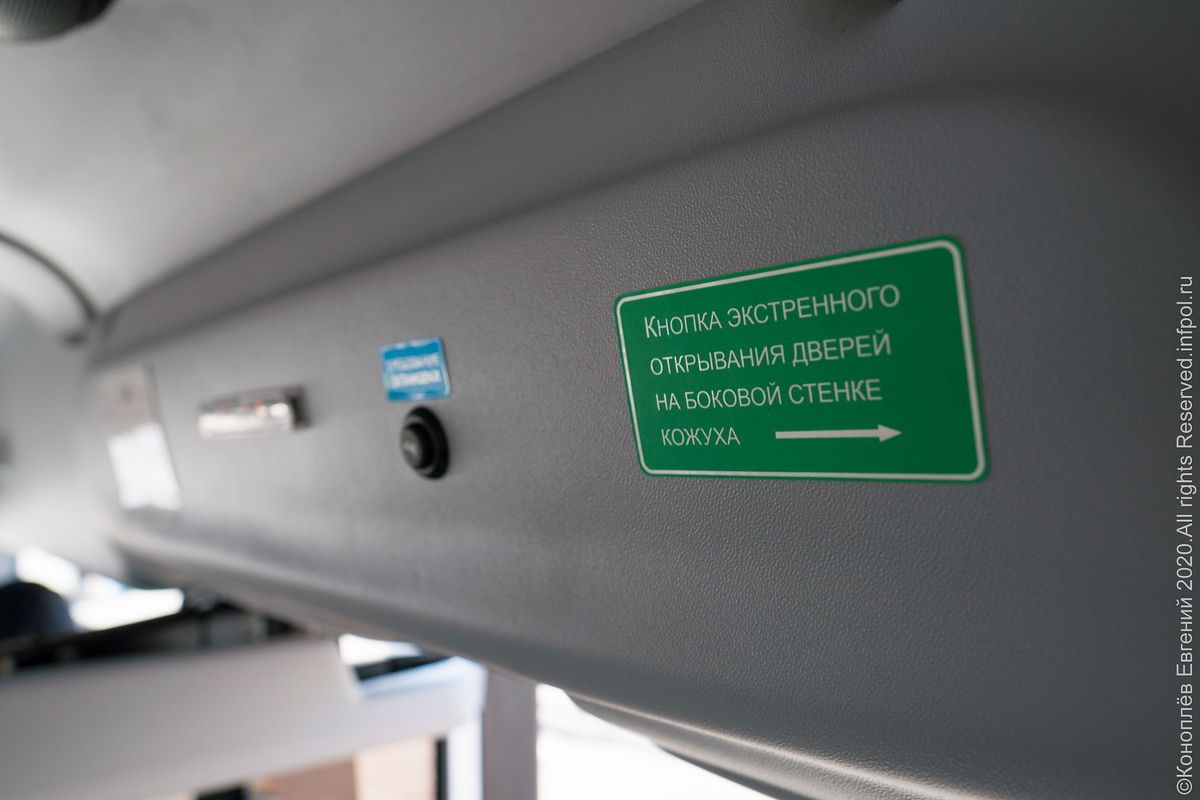 Кнопка экстренного
открывания дверей
на боковой стенке
кожуха
©Коноплёв Евгений 2020.All rights Reserved.infpol.ru